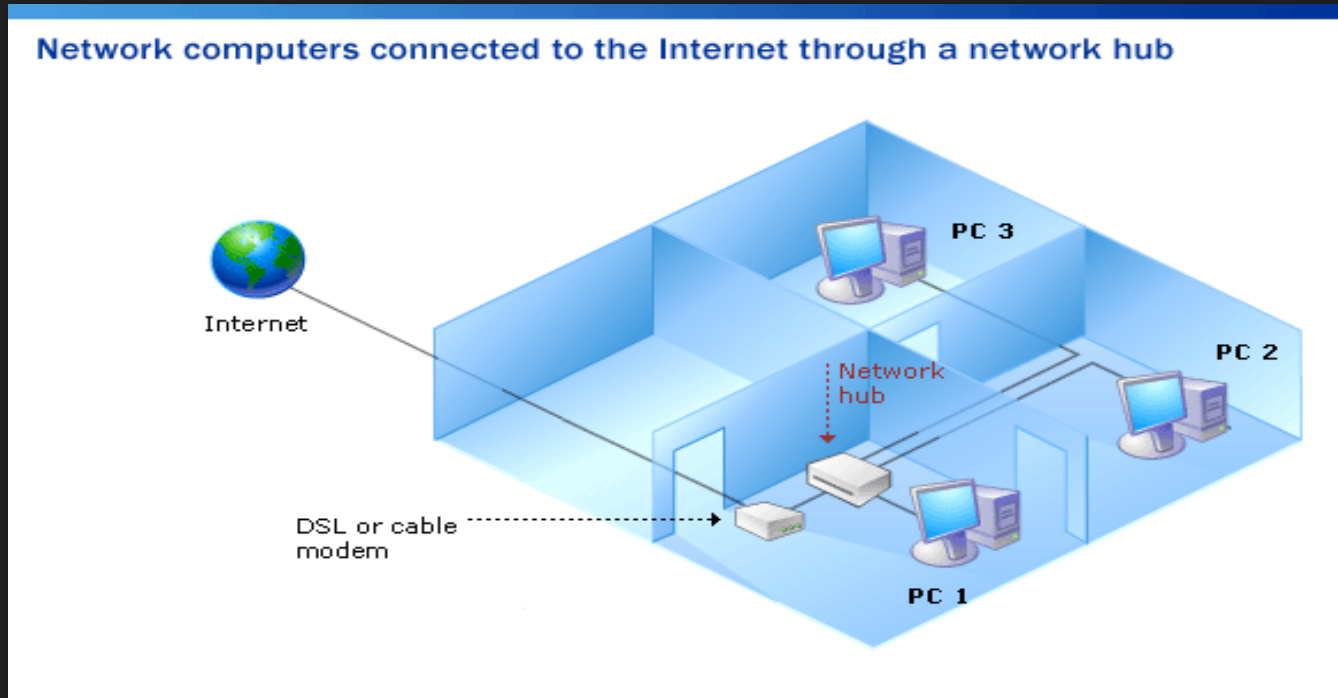 Network computers connected to the Internet through a network hub
PC 3
Internet
PC 2
Network
hub
DSL or cable
modem
PC 1